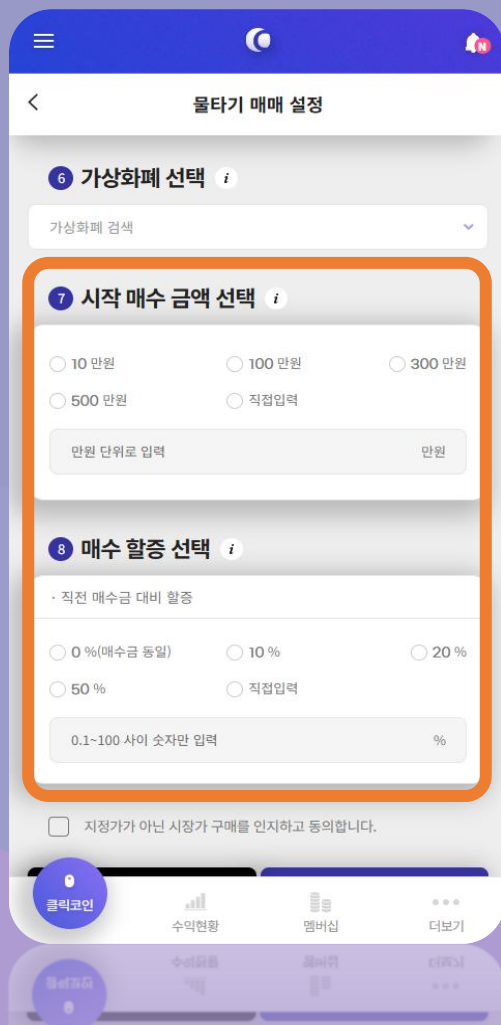 N
물타기 매매 설정
6 가상화폐 선택 i
가상화폐 검색
7 시작 매수 금액 선택 i
10 만원 100 만원 300 만원
500 만원 직접입력
만원 단위로 입력 만원
8 매수 할증 선택 i
· 직전 매수금 대비 할증
0 %(매수금 동일) 10 % 20 %
50 % 직접입력
0.1~100 사이 숫자만 입력 %
지정가가 아닌 시장가 구매를 인지하고 동의합니다.
클릭코인 수익현황 멤버십 더보기